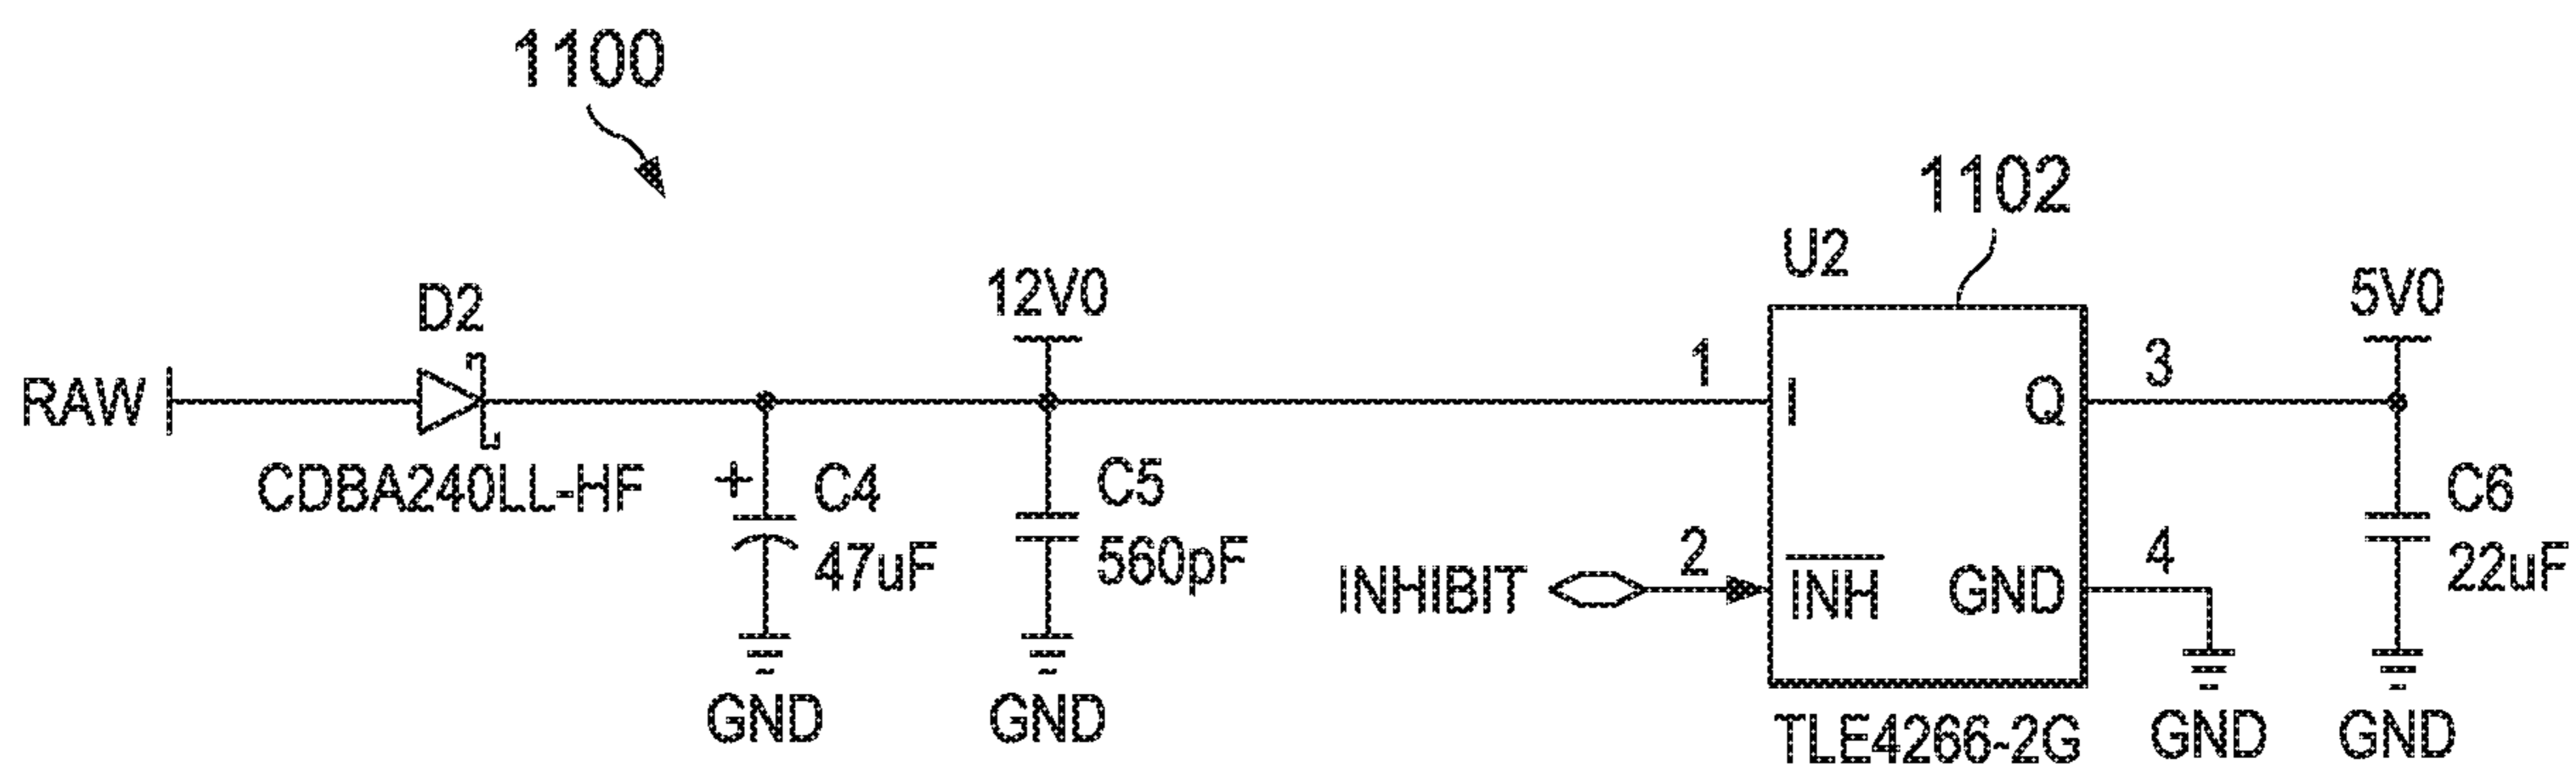 1100
1102
U2
D2
12V0
5V0
RAW
1
I
Q
3
CDBA240LL-HF
+
C4
47uF
C5
560pF
INHIBIT
2
INH
GND
4
C6
22uF
GND
GND
TLE4266-2G
GND
GND